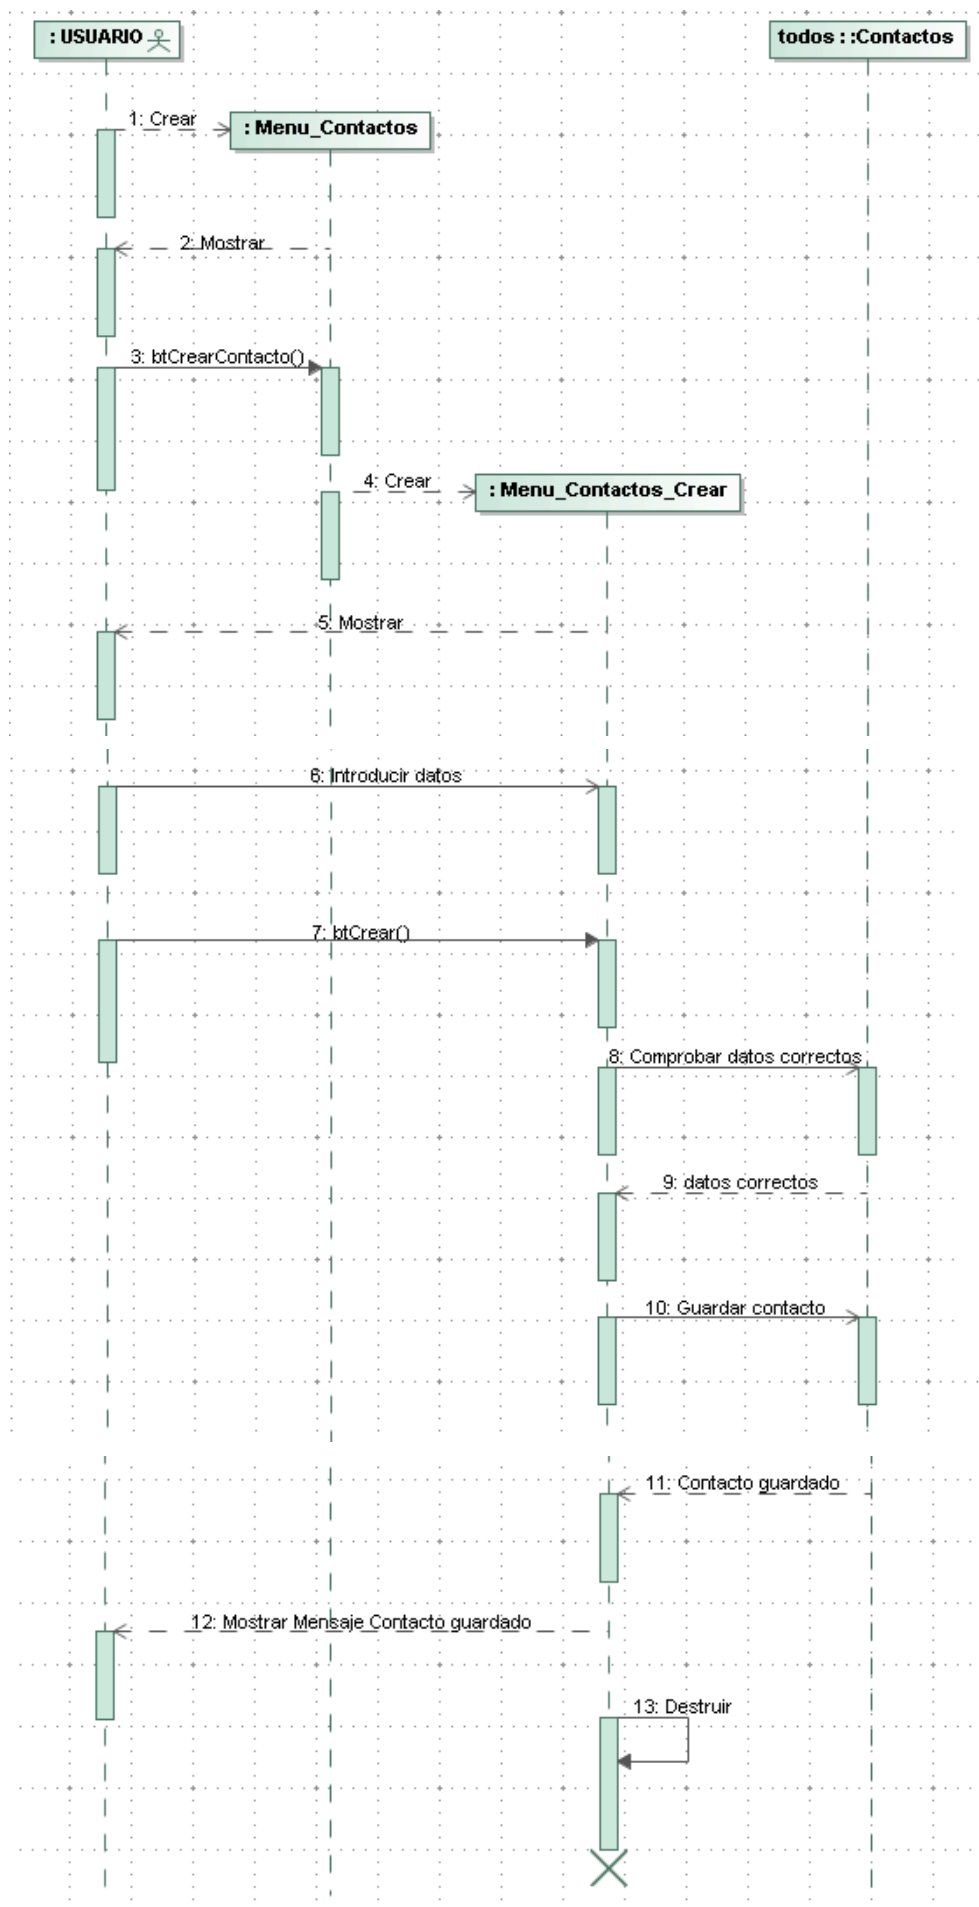 : USUARIO
todos : :Contactos
1: Crear
: Menu_Contactos
2: Mostrar
3: btCrearContacto()
4: Crear
: Menu_Contactos_Crear
5: Mostrar
6: Introducir datos
7: btCrear()
8: Comprobar datos correctos
9: datos correctos
10: Guardar contacto
11: Contacto guardado
12: Mostrar Mensaje Contacto guardado
13: Destruir